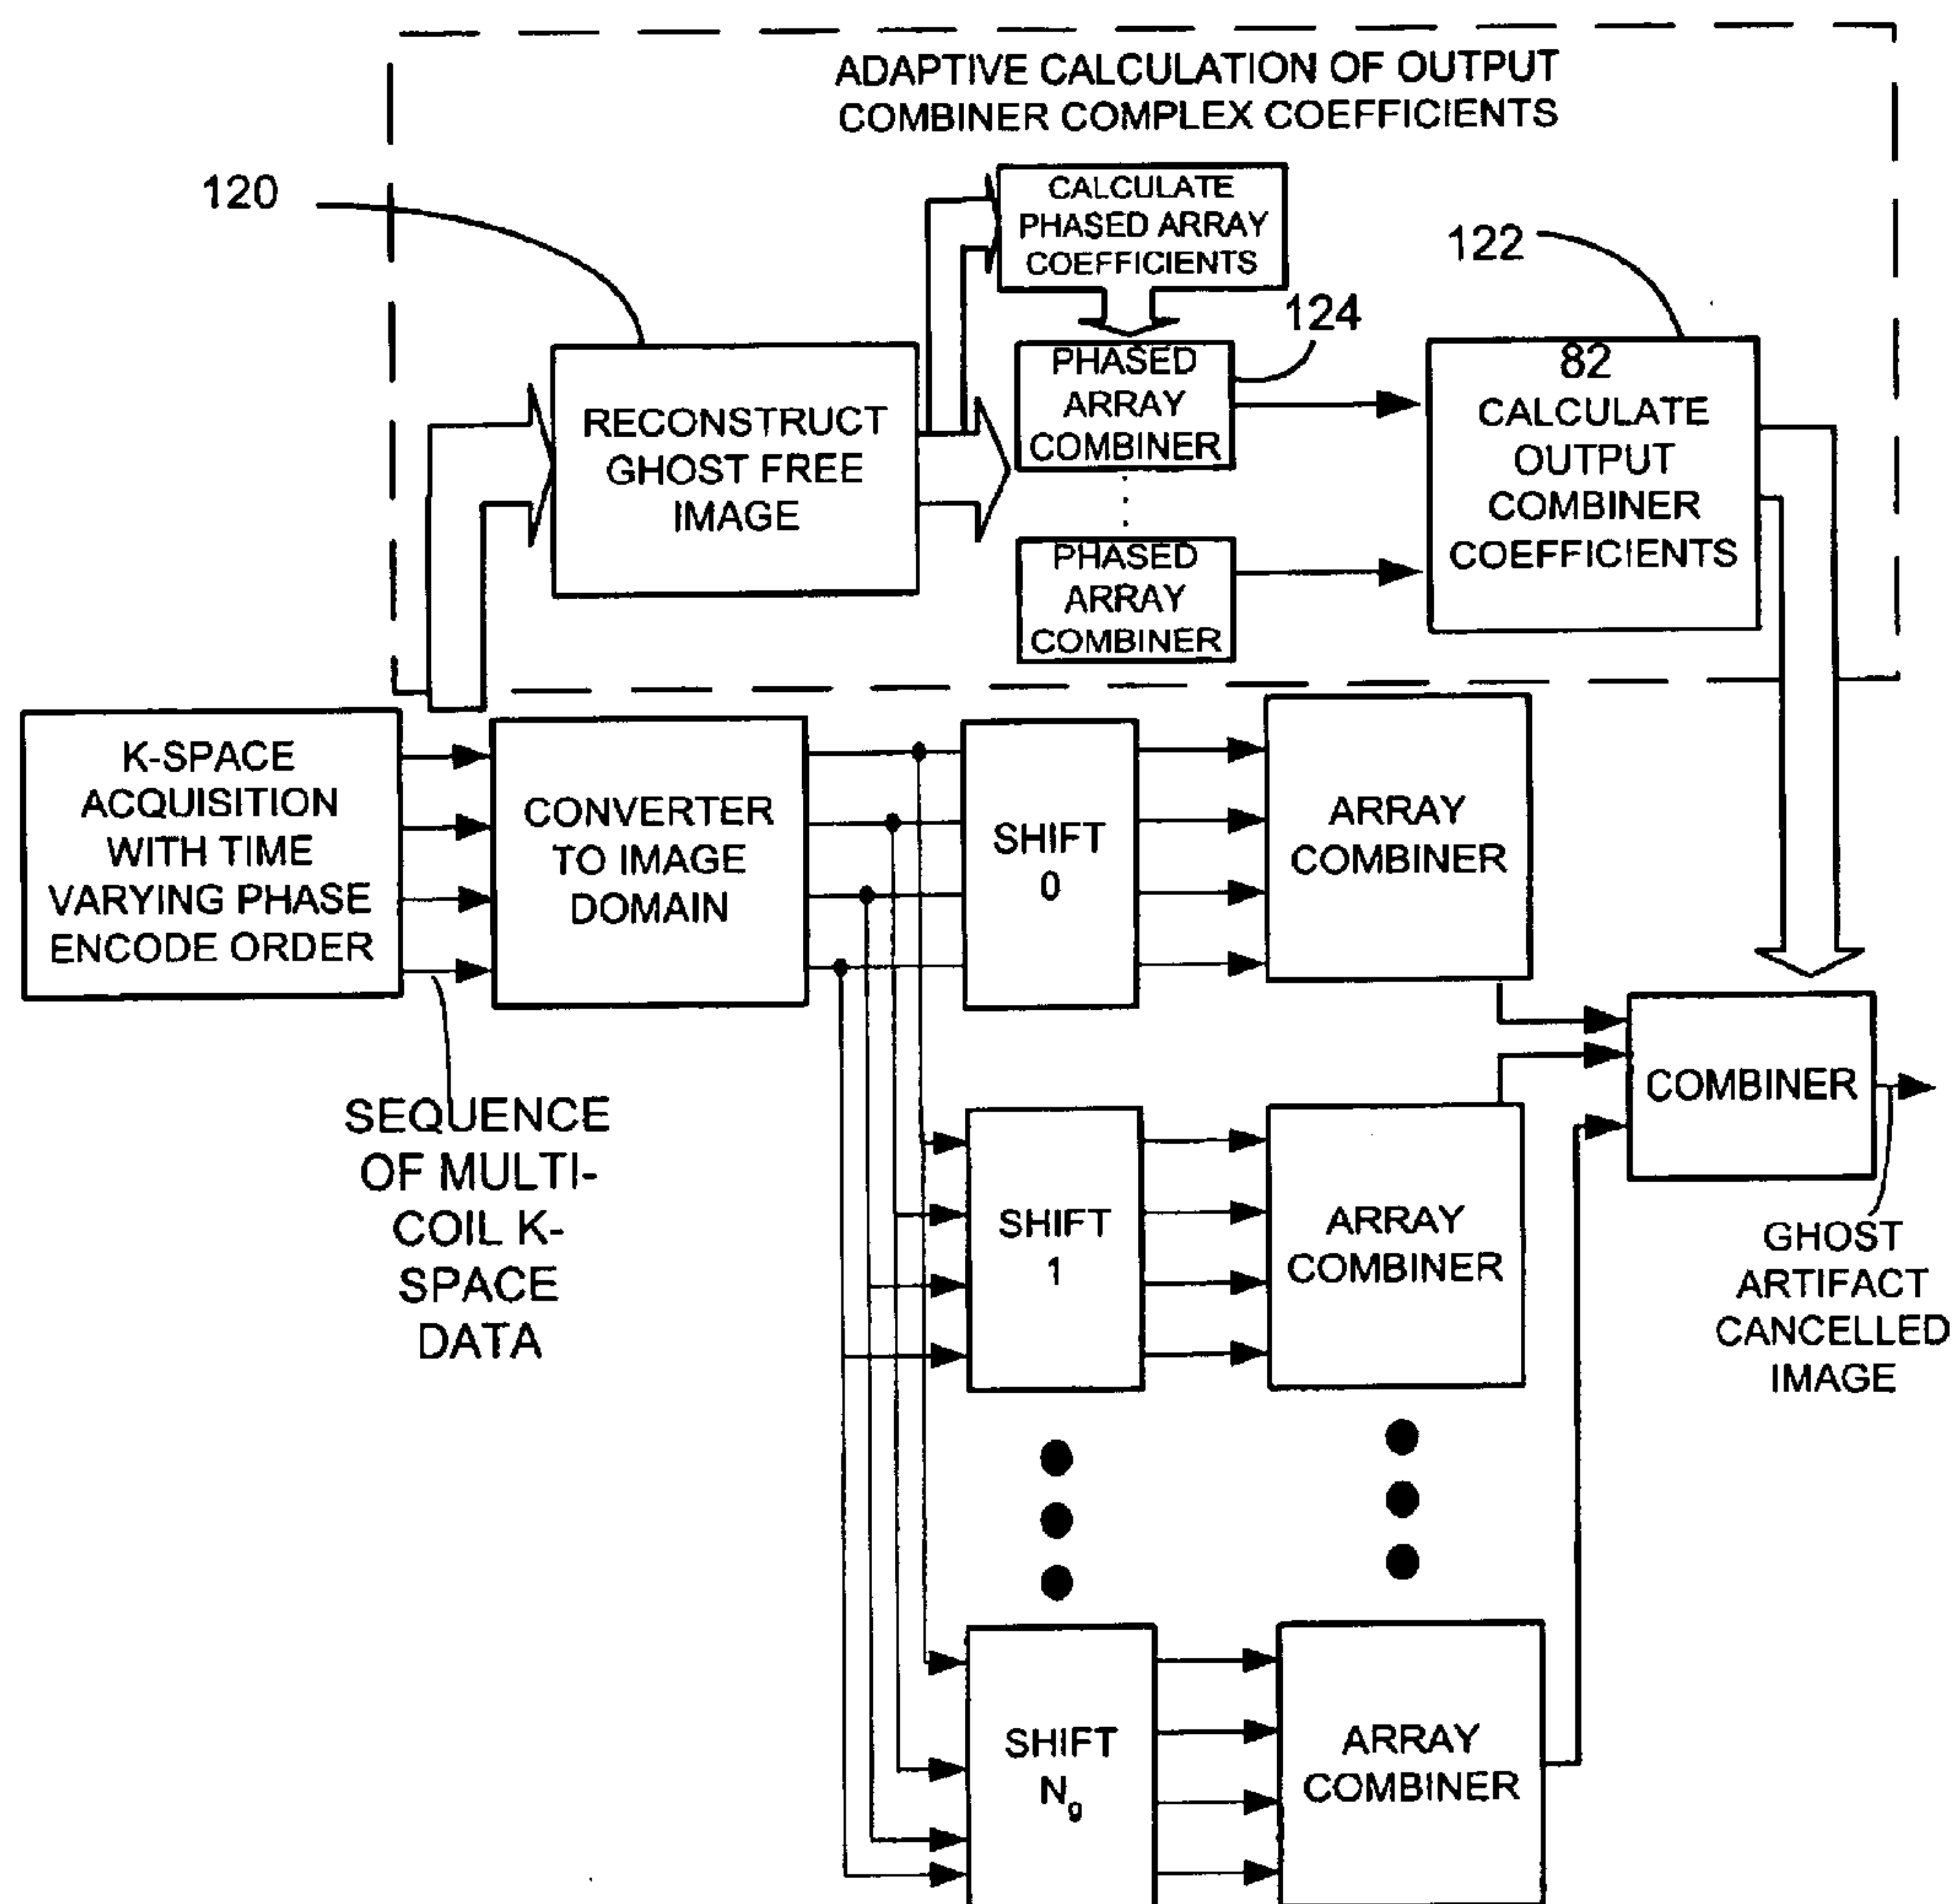 ADAPTIVE CALCULATION OF OUTPUT
COMBINER COMPLEX COEFFICIENTS
120
CALCULATE
PHASED ARRAY
COEFFICIENTS
122
124
RECONSTRUCT
GHOST FREE
IMAGE
PHASED
ARRAY
COMBINER
82
CALCULATE
OUTPUT
COMBINER
COEFFICIENTS
PHASED
ARRAY
COMBINER
K-SPACE
ACQUISITION
WITH TIME
VARYING PHASE
ENCODE ORDER
CONVERTER
TO IMAGE
DOMAIN
SHIFT
0
ARRAY
COMBINER
COMBINER
SEQUENCE
OF MULTI-
COIL K-
SPACE
DATA
SHIFT
1
ARRAY
COMBINER
GHOST
ARTIFACT
CANCELLED
IMAGE
SHIFT
Ng
ARRAY
COMBINER